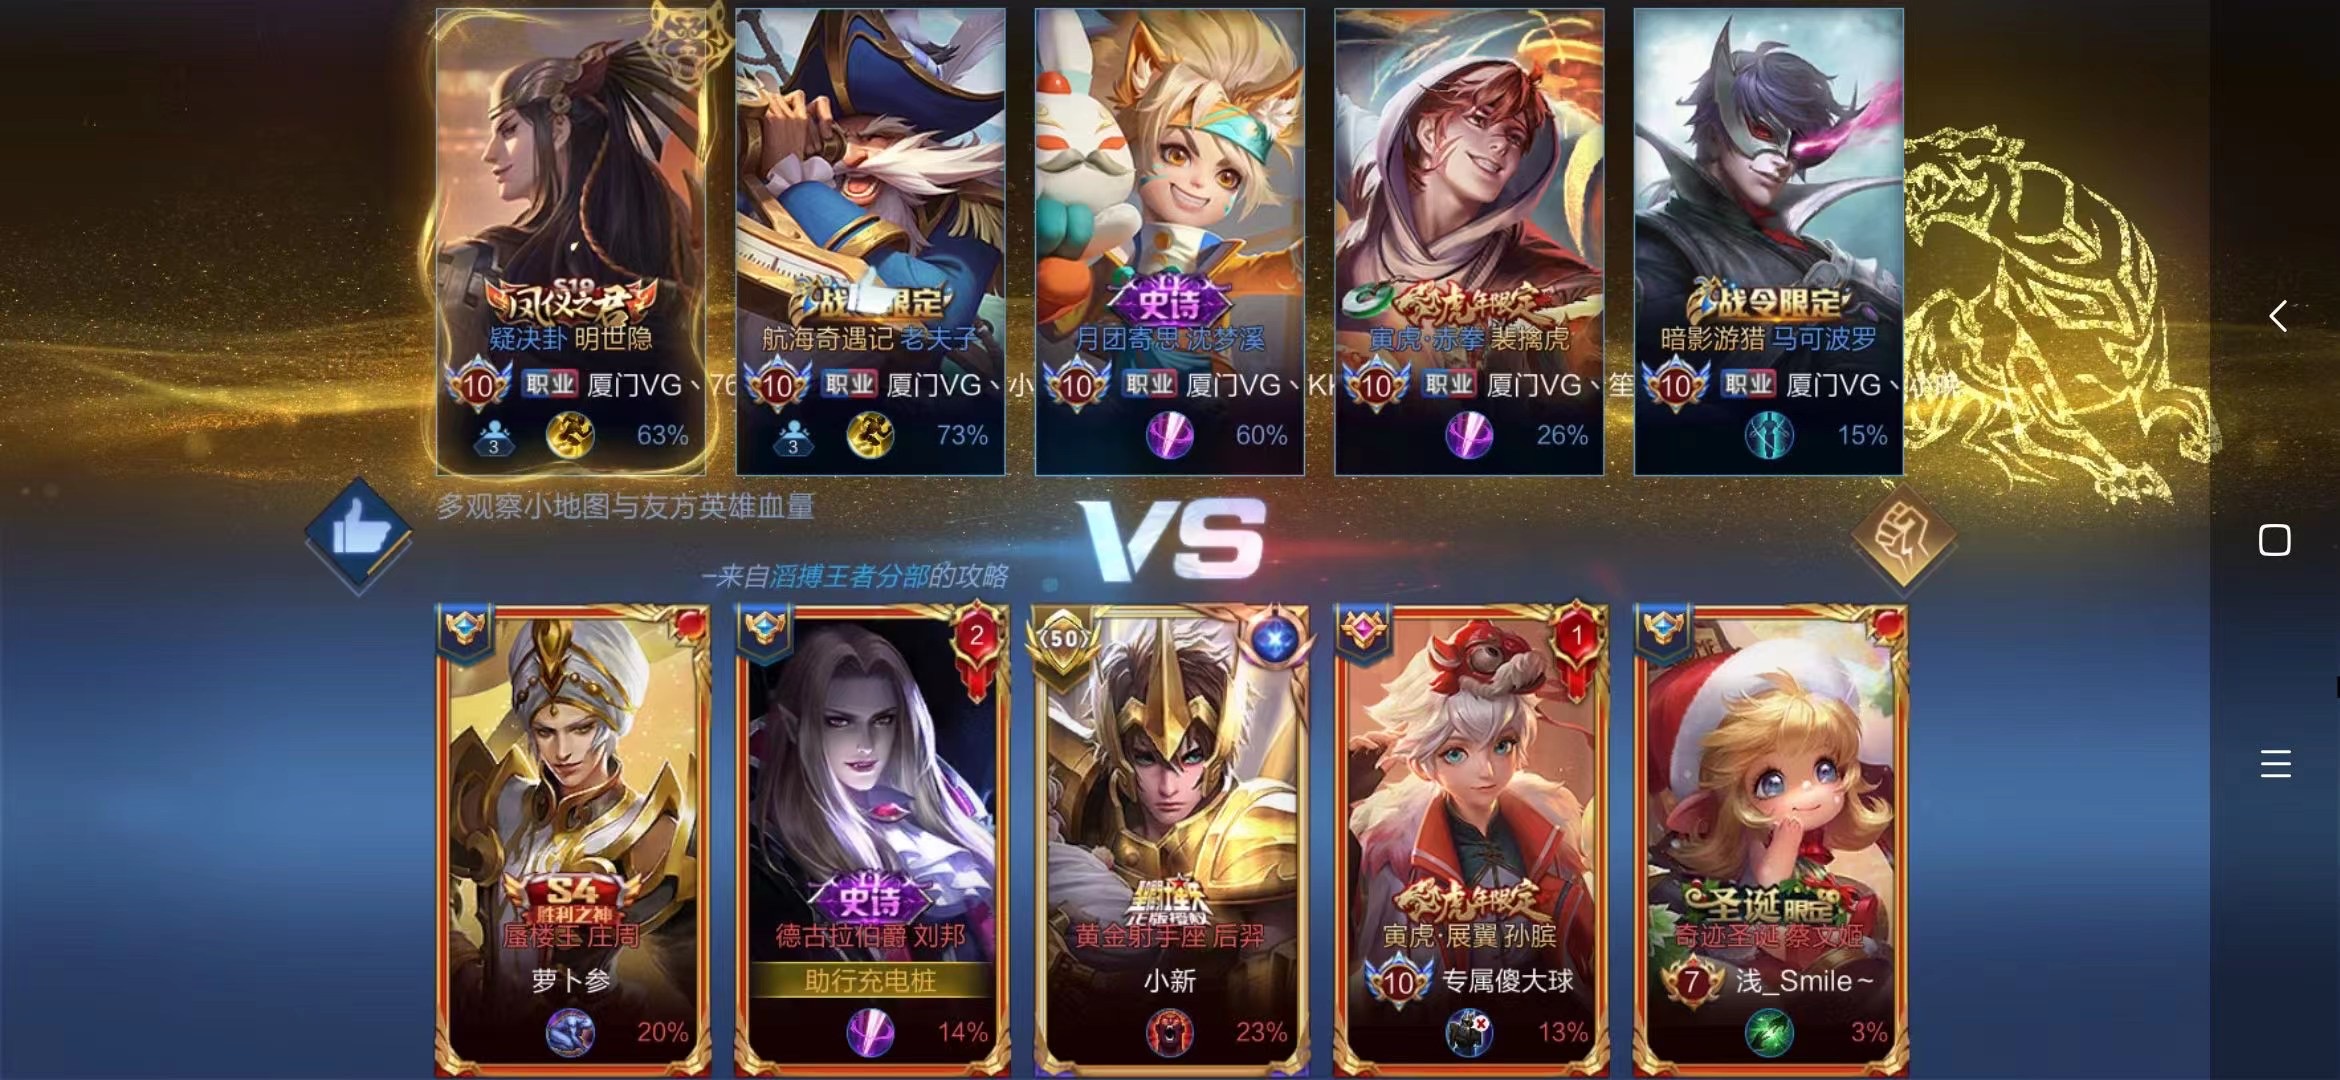 S19
凤仪之君
疑决卦 明世隐
10 职业 厦门VG、76
3 63%
限定
航海奇遇记 老夫子
10 职业 厦门VG、小
3 73%
史诗
月团寄思 沈梦溪
10 职业 厦门VG、KK
60%
虎年限定
寅虎·赤拳 裴擒虎
10 职业 厦门VG、笙
26%
战令限定
暗影游猎 马可波罗
10 职业 厦门VG、
15%
多观察小地图与友方英雄血量
VS
—来自滔搏王者分部的攻略
S4
胜利之神
蜃楼王 庄周
萝卜参
20%
2
史诗
德古拉伯爵 刘邦
助行充电桩
14%
50
正版授权
黄金射手座 后羿
小新
23%
1
虎年限定
寅虎·展翼 孙膑
10 专属傻大球
13%
圣诞限定
奇迹圣诞 蔡文姬
7 浅_Smile~
3%